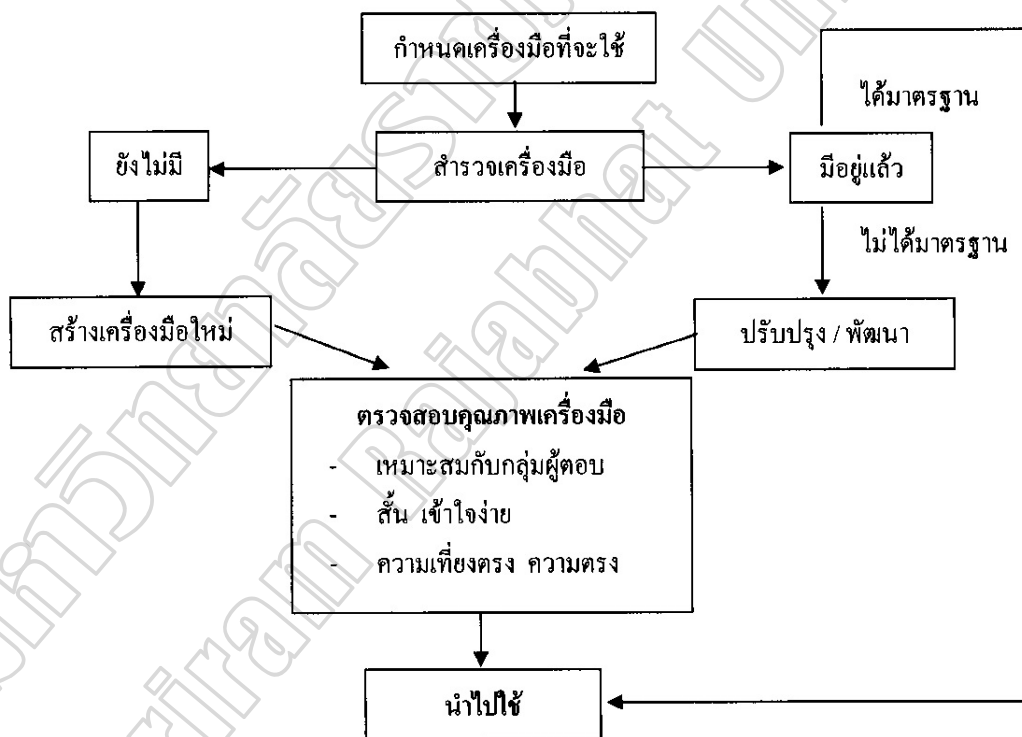 กำหนดเครื่องมือที่จะใช้
ได้มาตรฐาน
ยังไม่มี
สำรวจเครื่องมือ
มีอยู่แล้ว
ไม่ได้มาตรฐาน
สร้างเครื่องมือใหม่
ปรับปรุง / พัฒนา
ตรวจสอบคุณภาพเครื่องมือ
- เหมาะสมกับกลุ่มผู้ตอบ
- สั้น เข้าใจง่าย
- ความเที่ยงตรง ความตรง
นำไปใช้
Rajabhat